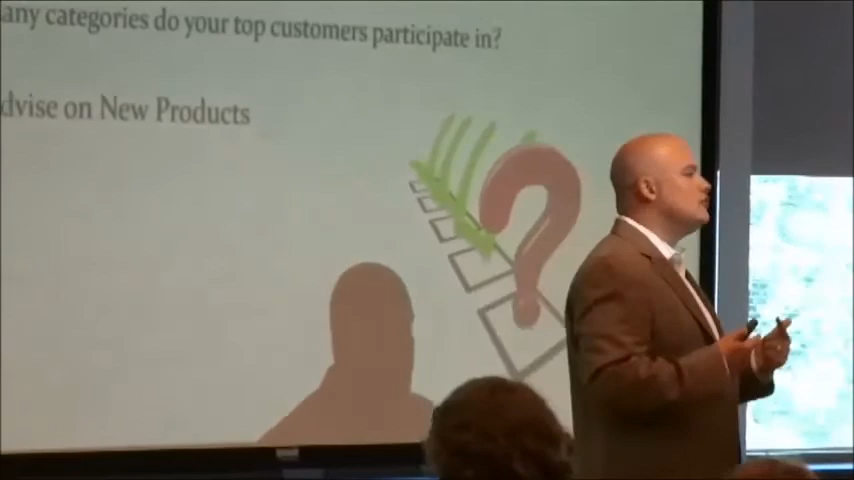 any categories do your top customers participate in?
dvise on New Products